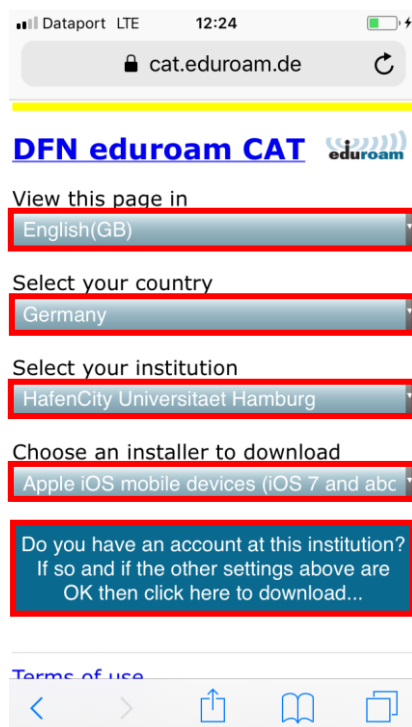 Dataport LTE 12:24
cat.eduroam.de
DFN eduroam CAT eduroam
View this page in
English(GB)
Select your country
Germany
Select your institution
HafenCity Universitaet Hamburg
Choose an installer to download
Apple iOS mobile devices (iOS 7 and abc
Do you have an account at this institution?
If so and if the other settings above are
OK then click here to download...
Terms of use